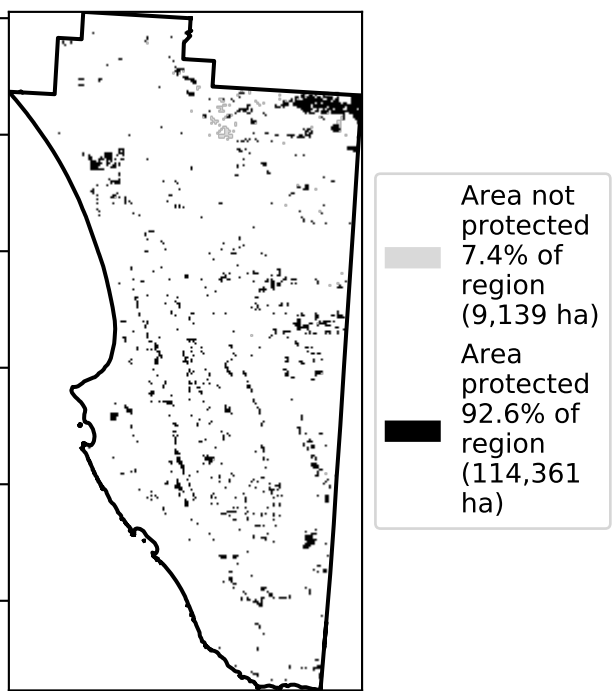 Area not
protected
7.4% of
region
(9,139 ha)
Area
protected
92.6% of
region
(114,361
ha)